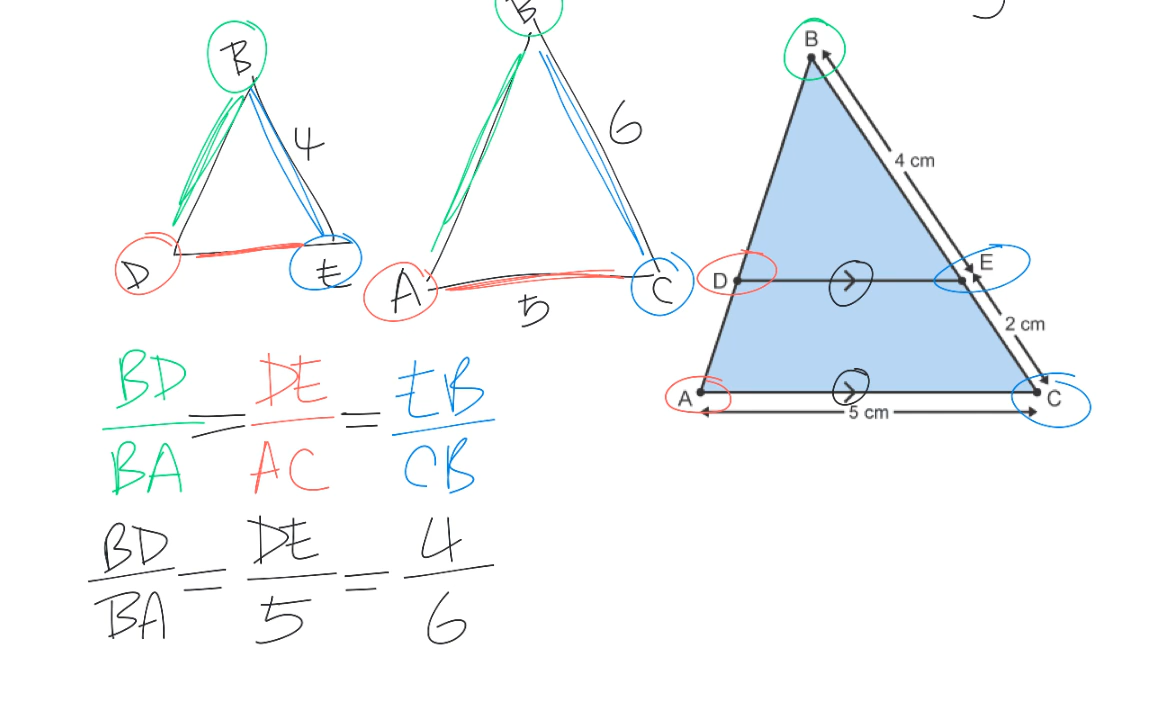 B
4
D
E
B
6
A
5
C
B
4 cm
D
E
2 cm
A
C
5 cm
BD/BA = DE/AC = EB/CB
BD/BA = DE/5 = 4/6